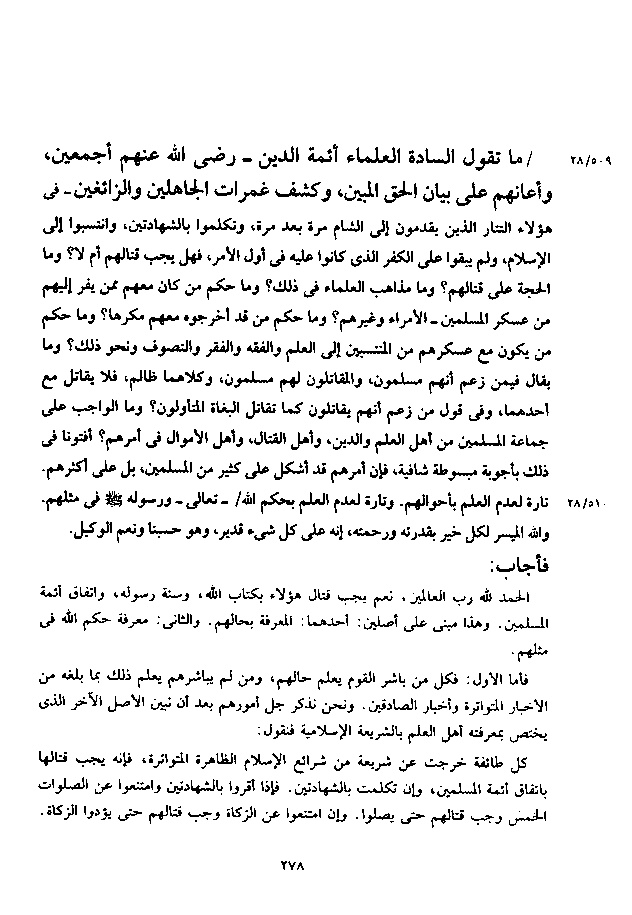 ٢٨/٥٠٩ / ما تقول السادة العلماء أئمة الدين ـ رضى الله عنهم أجمعين،
وأعانهم على بيان الحق المبين، وكشف غمرات الجاهلين والزائغين ـ فى
هؤلاء التتار الذين يقدمون إلى الشام مرة بعد مرة، وتكلموا بالشهادتين، وانتسبوا إلى
الإسلام، ولم يبقوا على الكفر الذى كانوا عليه فى أول الأمر، فهل يجب قتالهم أم لا؟ وما
الحجة على قتالهم؟ وما مذاهب العلماء فى ذلك؟ وما حكم من كان معهم ممن يفر إليهم
من عسكر المسلمين ـ الأمراء وغيرهم؟ وما حكم من قد أخرجوه معهم مكرها؟ وما حكم
من يكون مع عسكرهم من المنتسبين إلى العلم والفقه والفقر والتصوف ونحو ذلك؟ وما
يقال فيمن زعم أنهم مسلمون، والمقاتلون لهم مسلمون، وكلاهما ظالم، فلا يقاتل مع
أحدهما، وفى قول من زعم أنهم يقاتلون كما تقاتل البغاة المتأولون؟ وما الواجب على
جماعة المسلمين من أهل العلم والدين، وأهل القتال، وأهل الأموال فى أمرهم؟ أفتونا فى
ذلك بأجوبة مبسوطة شافية، فإن أمرهم قد أشكل على كثير من المسلمين، بل على أكثرهم.
٢٨/٥١٠ تارة لعدم العلم بأحوالهم. وتارة لعدم العلم بحكم الله/ ـ تعالى ـ ورسوله ﷺ فى مثلهم.
والله الميسر لكل خير بقدرته ورحمته، إنه على كل شىء قدير، وهو حسبنا ونعم الوكيل.
فأجاب:
الحمد لله رب العالمين. نعم يجب قتال هؤلاء بكتاب الله، وسنة رسوله، واتفاق أئمة
المسلمين. وهذا مبنى على أصلين: أحدهما: المعرفة بحالهم. والثانى: معرفة حكم الله فى
مثلهم.
فأما الأول: فكل من باشر القوم يعلم حالهم، ومن لم يباشرهم يعلم ذلك بما بلغه من
الأخبار المتواترة وأخبار الصادقين. ونحن نذكر جل أمورهم بعد أن نبين الأصل الآخر الذى
يختص بمعرفته أهل العلم بالشريعة الإسلامية فنقول:
كل طائفة خرجت عن شريعة من شرائع الإسلام الظاهرة المتواترة، فإنه يجب قتالها
باتفاق أئمة المسلمين، وإن تكلمت بالشهادتين. فإذا أقروا بالشهادتين وامتنعوا عن الصلوات
الخمس وجب قتالهم حتى يصلوا. وإن امتنعوا عن الزكاة وجب قتالهم حتى يؤدوا الزكاة.
٢٧٨